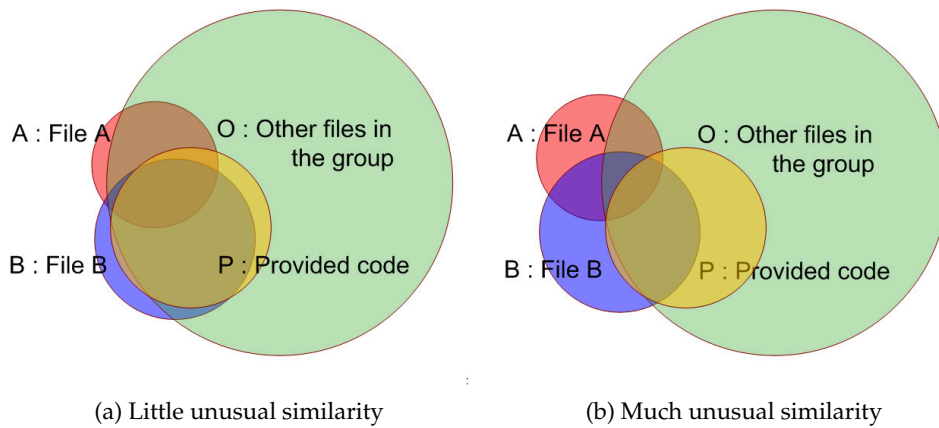 A : File A
O : Other files in
the group
B : File B
P : Provided code
(a) Little unusual similarity
A : File A
O : Other files in
the group
B : File B
P : Provided code
:
(b) Much unusual similarity